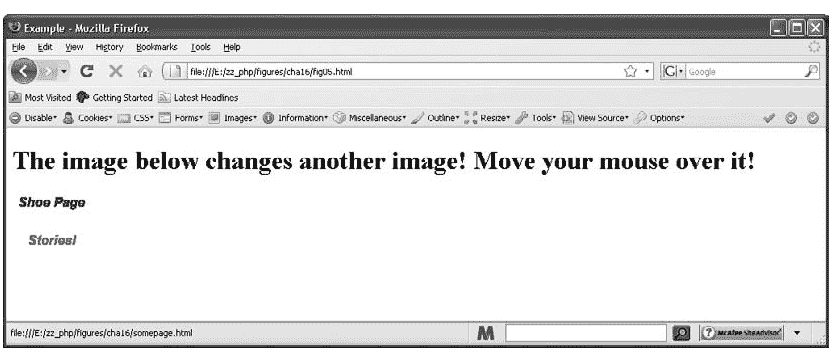 Example - Mozilla Firefox
File Edit View History Bookmarks Tools Help
file:///E:/zz_php/figures/cha16/fig05.html
G Google
Most Visited Getting Started Latest Headlines
Disable Cookies CSS Forms Images Information Miscellaneous Outline Resize Tools View Source Options
The image below changes another image! Move your mouse over it!
Shoe Page
Stories!
file:///E:/zz_php/figures/cha16/somepage.html
M McAfee SiteAdvisor